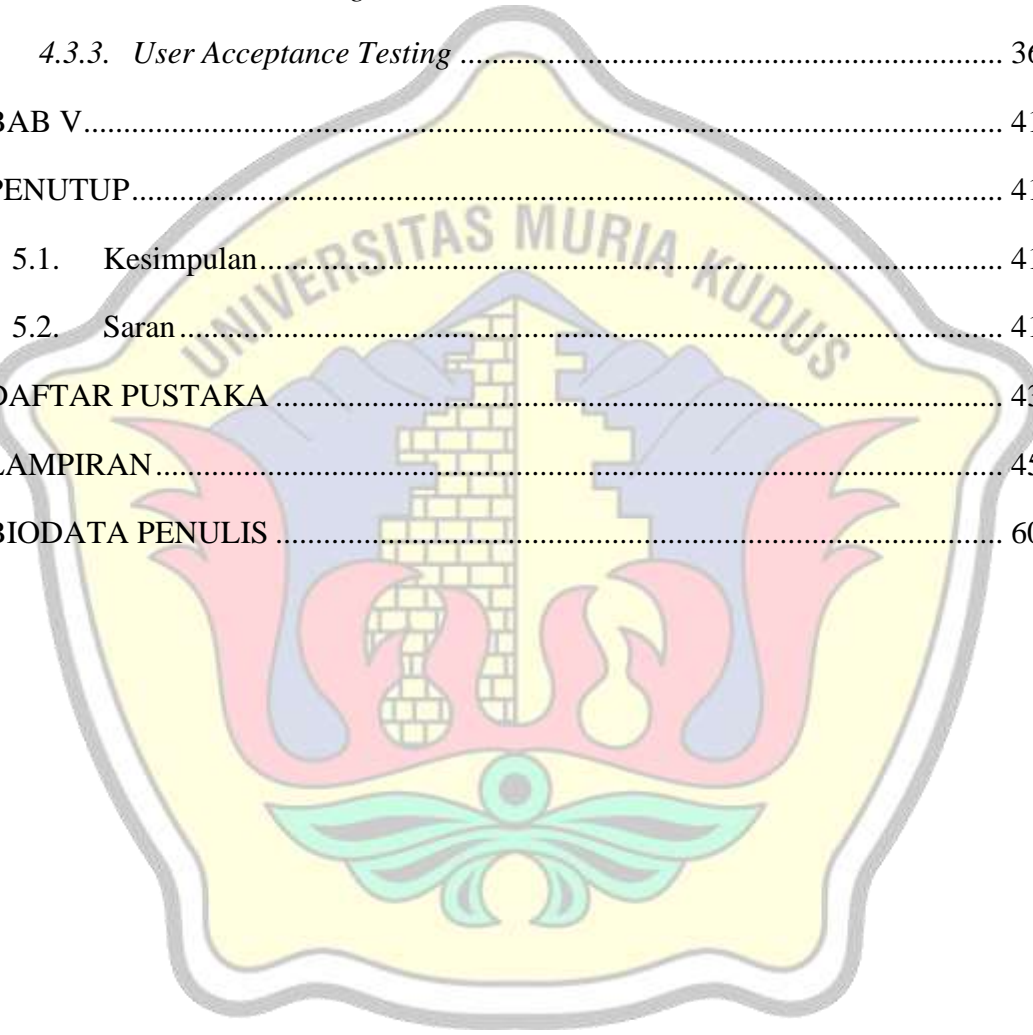 4.3.3. User Acceptance Testing ........................................................................ 36
BAB V ........................................................................ 41
PENUTUP ........................................................................ 41
5.1. Kesimpulan ........................................................................ 41
5.2. Saran ........................................................................ 41
DAFTAR PUSTAKA ........................................................................ 43
LAMPIRAN ........................................................................ 45
BIODATA PENULIS ........................................................................ 60
UNIVERSITAS MURIA KUDUS